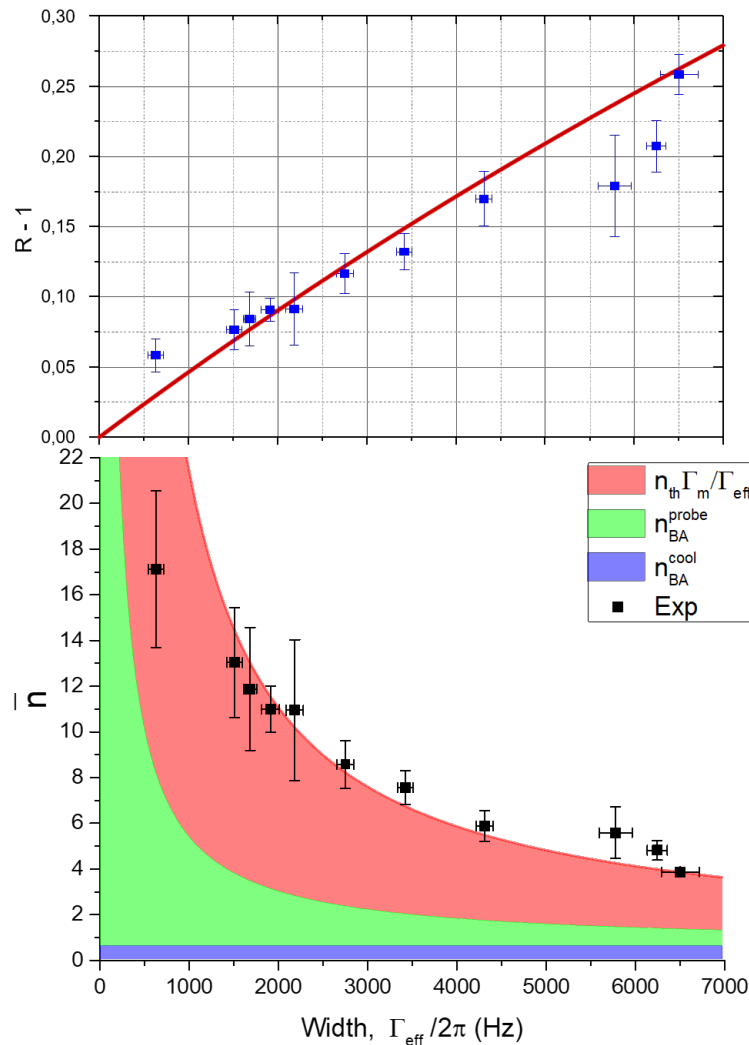 0,30
0,25
0,20
0,15
0,10
0,05
0,00
R - 1
22
20
18
16
14
12
10
8
6
4
2
0
n̄
n_th Γ_m/Γ_eff
n_BA^probe
n_BA^cool
Exp
0 1000 2000 3000 4000 5000 6000 7000
Width, Γ_eff /2π (Hz)